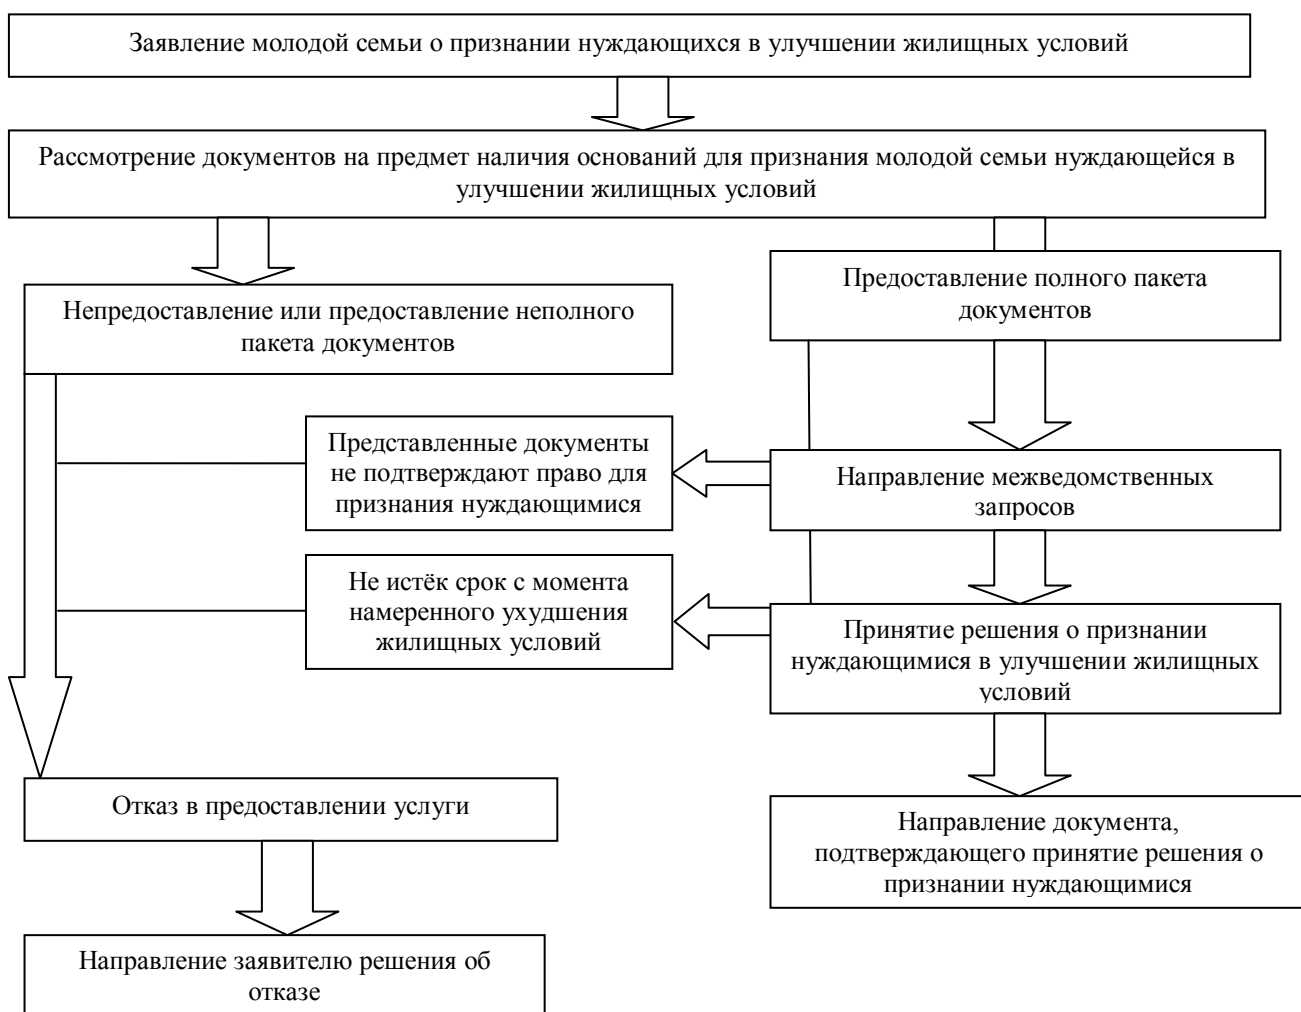 Заявление молодой семьи о признании нуждающихся в улучшении жилищных условий
Рассмотрение документов на предмет наличия оснований для признания молодой семьи нуждающейся в
улучшении жилищных условий
Непредоставление или предоставление неполного
пакета документов
Предоставление полного пакета
документов
Представленные документы
не подтверждают право для
признания нуждающимися
Направление межведомственных
запросов
Не истёк срок с момента
намеренного ухудшения
жилищных условий
Принятие решения о признании
нуждающимися в улучшении жилищных
условий
Отказ в предоставлении услуги
Направление документа,
подтверждающего принятие решения о
признании нуждающимися
Направление заявителю решения об
отказе